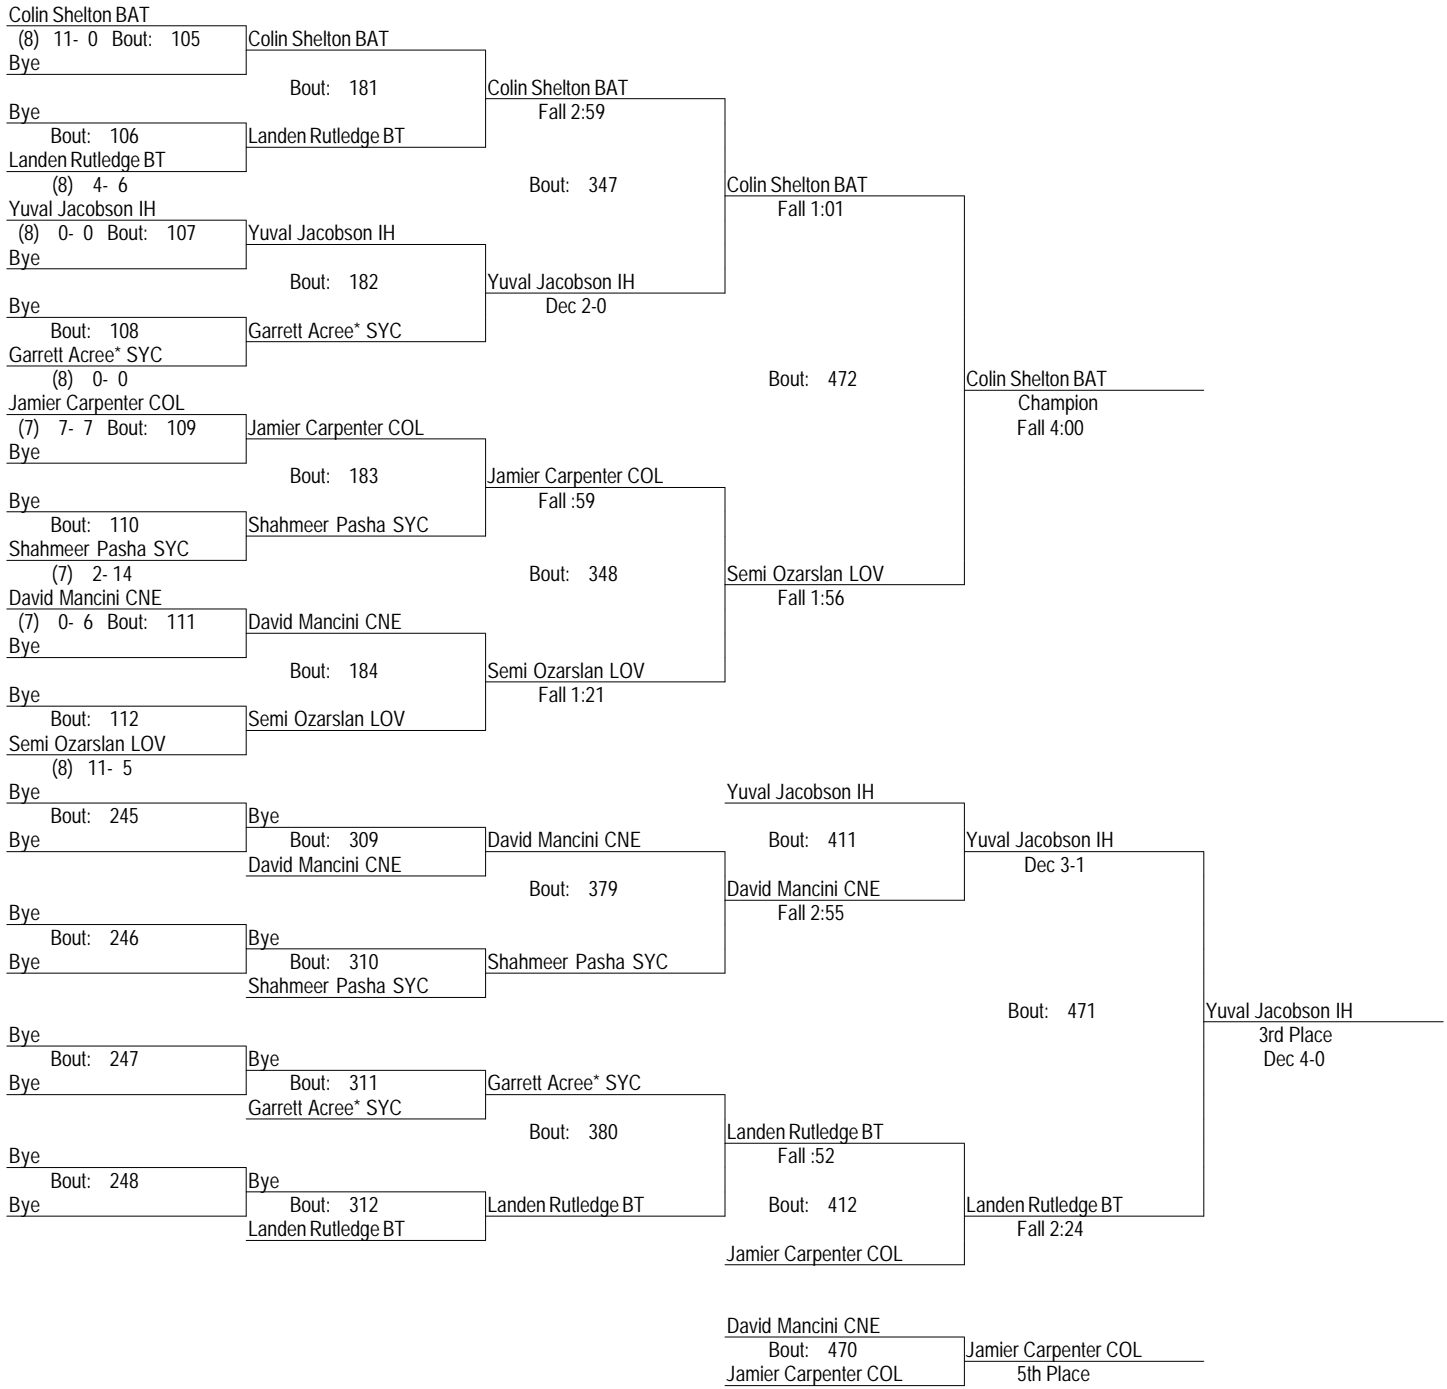 Colin Shelton BAT
(8) 11- 0 Bout: 105 Colin Shelton BAT
Bye
Bout: 181 Colin Shelton BAT
Bye Fall 2:59
Bout: 106 Landen Rutledge BT
Landen Rutledge BT
(8) 4- 6 Bout: 347 Colin Shelton BAT
Yuval Jacobson IH Fall 1:01
(8) 0- 0 Bout: 107 Yuval Jacobson IH
Bye
Bout: 182 Yuval Jacobson IH
Bye Dec 2-0
Bout: 108 Garrett Acree* SYC
Garrett Acree* SYC
(8) 0- 0 Bout: 472 Colin Shelton BAT
Jamier Carpenter COL Champion
(7) 7- 7 Bout: 109 Jamier Carpenter COL Fall 4:00
Bye
Bout: 183 Jamier Carpenter COL
Bye Fall :59
Bout: 110 Shahmeer Pasha SYC
Shahmeer Pasha SYC
(7) 2- 14 Bout: 348 Semi Ozarslan LOV
David Mancini CNE Fall 1:56
(7) 0- 6 Bout: 111 David Mancini CNE
Bye
Bout: 184 Semi Ozarslan LOV
Bye Fall 1:21
Bout: 112 Semi Ozarslan LOV
Semi Ozarslan LOV
(8) 11- 5
Bye Yuval Jacobson IH
Bout: 245 Bye
Bye Bout: 309 David Mancini CNE Bout: 411 Yuval Jacobson IH
David Mancini CNE Dec 3-1
Bout: 379 David Mancini CNE
Bye Fall 2:55
Bout: 246 Bye
Bye Bout: 310 Shahmeer Pasha SYC
Shahmeer Pasha SYC
Bout: 471 Yuval Jacobson IH
Bye 3rd Place
Bout: 247 Bye Dec 4-0
Bye Bout: 311 Garrett Acree* SYC
Garrett Acree* SYC
Bout: 380 Landen Rutledge BT
Bye Fall :52
Bout: 248 Bye
Bye Bout: 312 Landen Rutledge BT Bout: 412 Landen Rutledge BT
Landen Rutledge BT Fall 2:24
Jamier Carpenter COL
David Mancini CNE
Bout: 470 Jamier Carpenter COL
Jamier Carpenter COL 5th Place